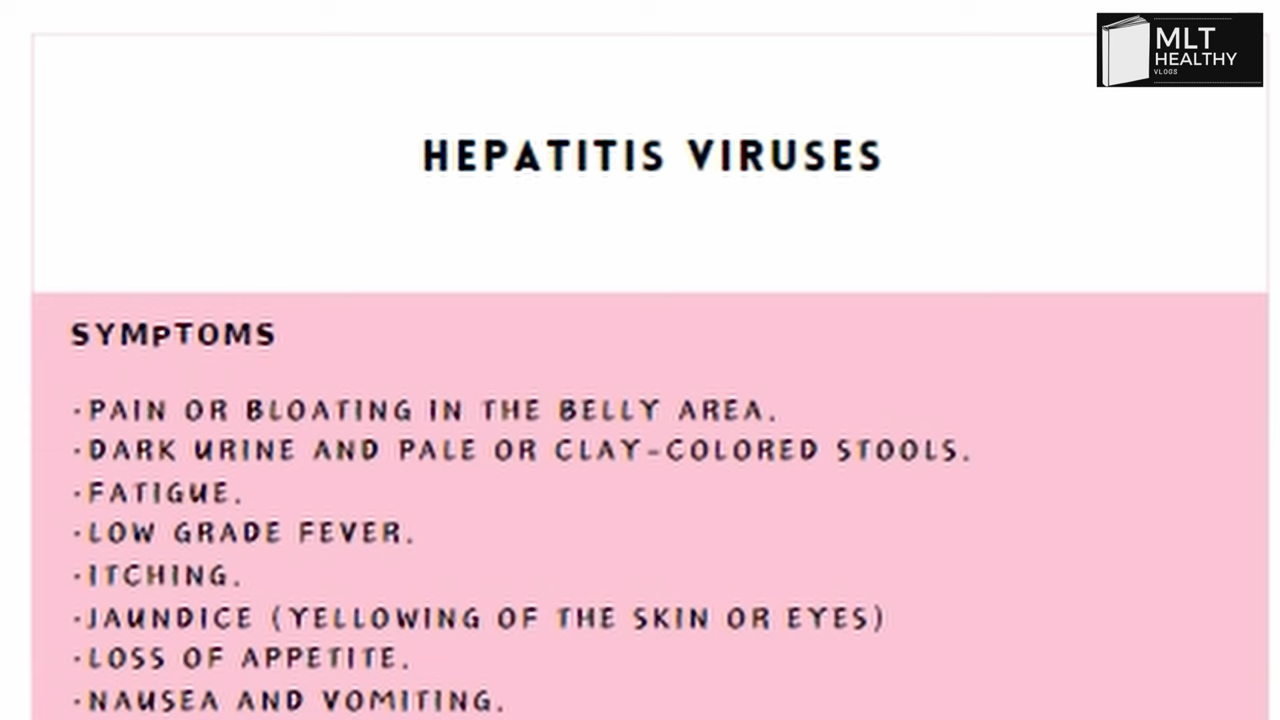 MLT
HEALTHY
VLOGS
HEPATITIS VIRUSES
SYMPTOMS
·PAIN OR BLOATING IN THE BELLY AREA.
·DARK URINE AND PALE OR CLAY-COLORED STOOLS.
·FATIGUE.
·LOW GRADE FEVER.
·ITCHING.
·JAUNDICE (YELLOWING OF THE SKIN OR EYES)
·LOSS OF APPETITE.
·NAUSEA AND VOMITING.